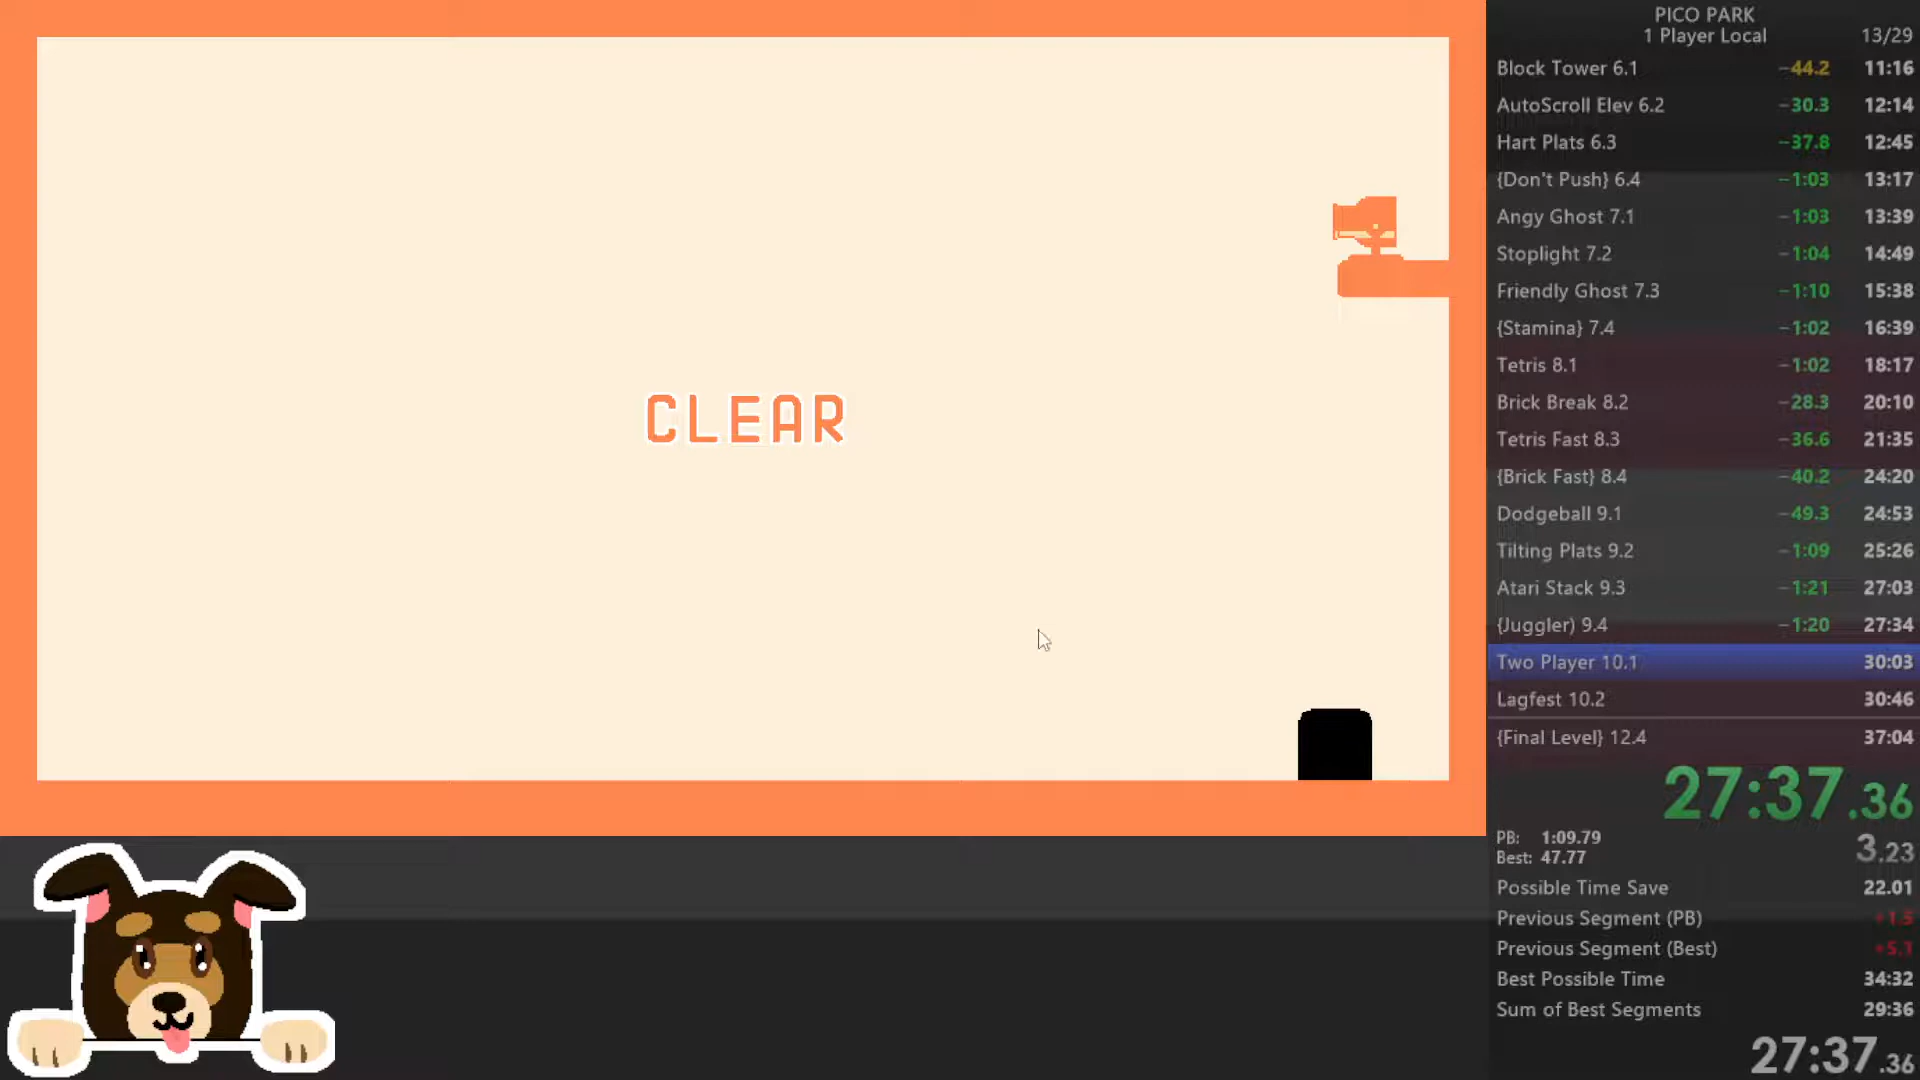 PICO PARK
1 Player Local 13/29
Block Tower 6.1 −44.2 11:16
AutoScroll Elev 6.2 −30.3 12:14
Hart Plats 6.3 −37.8 12:45
{Don't Push} 6.4 −1:03 13:17
Angy Ghost 7.1 −1:03 13:39
Stoplight 7.2 −1:04 14:49
Friendly Ghost 7.3 −1:10 15:38
{Stamina} 7.4 −1:02 16:39
Tetris 8.1 −1:02 18:17
Brick Break 8.2 −28.3 20:10
Tetris Fast 8.3 −36.6 21:35
{Brick Fast} 8.4 −40.2 24:20
Dodgeball 9.1 −49.3 24:53
Tilting Plats 9.2 −1:09 25:26
Atari Stack 9.3 −1:21 27:03
{Juggler) 9.4 −1:20 27:34
Two Player 10.1 30:03
Lagfest 10.2 30:46
{Final Level} 12.4 37:04
27:37.36
PB: 1:09.79
Best: 47.77
3.23
Possible Time Save 22.01
Previous Segment (PB) +1.5
Previous Segment (Best) +5.1
Best Possible Time 34:32
Sum of Best Segments 29:36
27:37.36
CLEAR